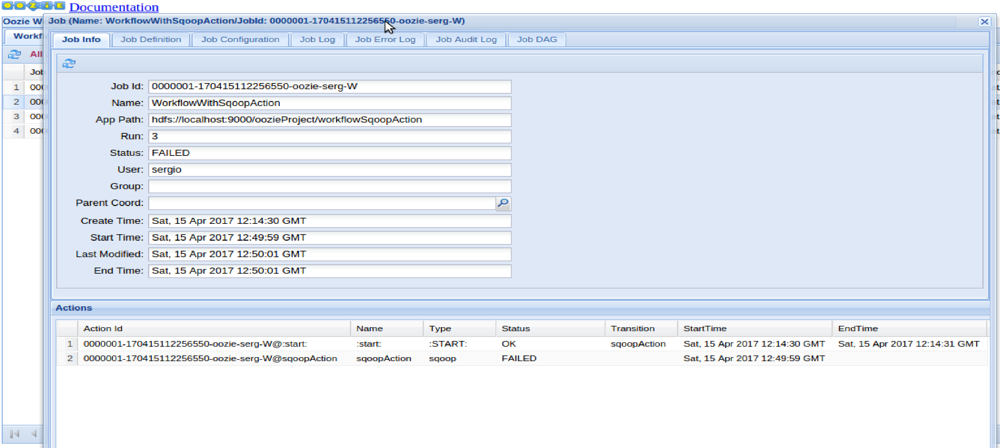 OOZIE Documentation
Oozie We
Job (Name: WorkflowWithSqoopAction/JobId: 0000001-170415112256550-oozie-serg-W)
Workfl
Job Info Job Definition Job Configuration Job Log Job Error Log Job Audit Log Job DAG
All
Job
1 000
2 000
3 000
4 000
Job Id: 0000001-170415112256550-oozie-serg-W
Name: WorkflowWithSqoopAction
App Path: hdfs://localhost:9000/oozieProject/workflowSqoopAction
Run: 3
Status: FAILED
User: sergio
Group:
Parent Coord:
Create Time: Sat, 15 Apr 2017 12:14:30 GMT
Start Time: Sat, 15 Apr 2017 12:49:59 GMT
Last Modified: Sat, 15 Apr 2017 12:50:01 GMT
End Time: Sat, 15 Apr 2017 12:50:01 GMT
Actions
Action Id Name Type Status Transition StartTime EndTime
1 0000001-170415112256550-oozie-serg-W@:start: :start: :START: OK sqoopAction Sat, 15 Apr 2017 12:14:30 GMT Sat, 15 Apr 2017 12:14:31 GMT
2 0000001-170415112256550-oozie-serg-W@sqoopAction sqoopAction sqoop FAILED Sat, 15 Apr 2017 12:49:59 GMT